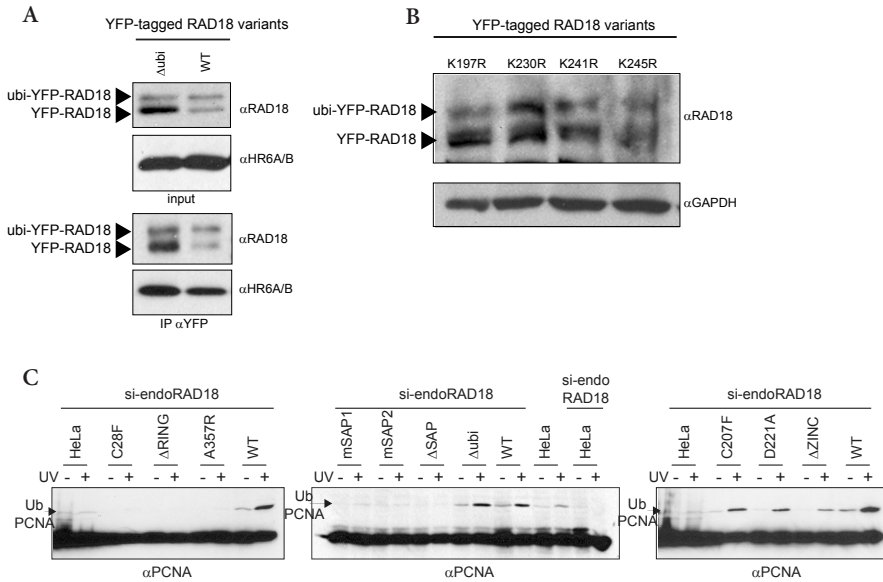 A
YFP-tagged RAD18 variants
Δubi WT
ubi-YFP-RAD18
YFP-RAD18
αRAD18
αHR6A/B
input
ubi-YFP-RAD18
YFP-RAD18
αRAD18
αHR6A/B
IP αYFP
B
YFP-tagged RAD18 variants
K197R K230R K241R K245R
ubi-YFP-RAD18
YFP-RAD18
αRAD18
αGAPDH
C
si-endoRAD18
HeLa C28F ΔRING A357R WT
UV - + - + - + - + - +
Ub
PCNA
αPCNA
si-endoRAD18
si-endo
RAD18
mSAP1 mSAP2 ΔSAP Δubi WT HeLa HeLa
UV - + - + - + - + - + - + - +
Ub
PCNA
αPCNA
si-endoRAD18
HeLa C207F D221A ΔZINC WT
UV - + - + - + - + - +
Ub
PCNA
αPCNA